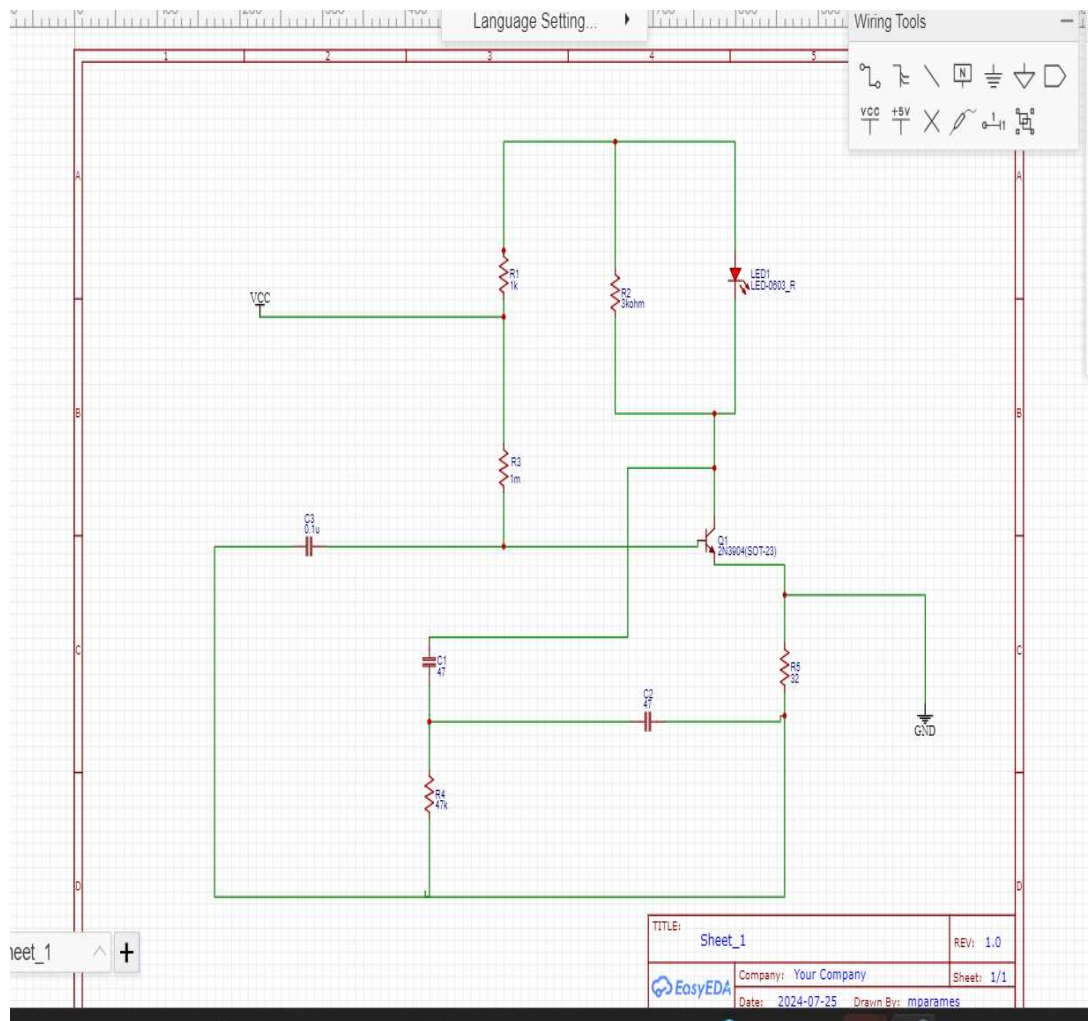 Language Setting...
Wiring Tools
N
VCC
+5V
1
2
3
4
5
A
A
R1
1k
LED1
LED-0603_R
R2
3kohm
VCC
B
B
R3
1m
C3
0.1u
Q1
2N3904(SOT-23)
C
C
C1
47
R5
32
C2
47
GND
R4
47k
D
D
TITLE:
Sheet_1
REV: 1.0
Company: Your Company
Sheet: 1/1
EasyEDA
Date: 2024-07-25 Drawn By: mparames